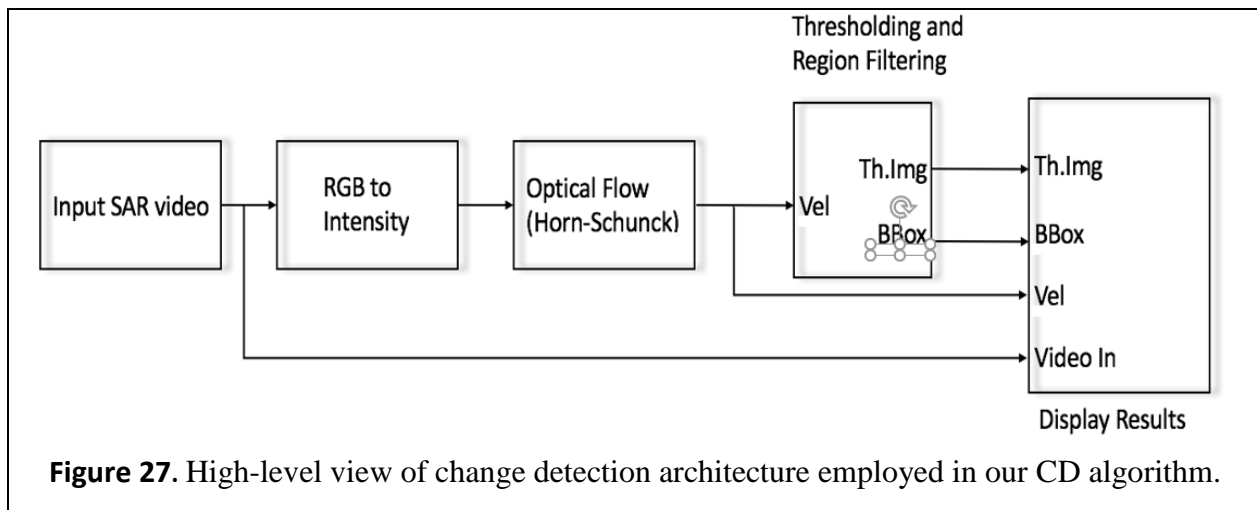 Thresholding and
Region Filtering
Input SAR video
RGB to
Intensity
Optical Flow
(Horn-Schunck)
Vel
Th.Img
BBox
Th.Img
BBox
Vel
Video In
Display Results
Figure 27. High-level view of change detection architecture employed in our CD algorithm.